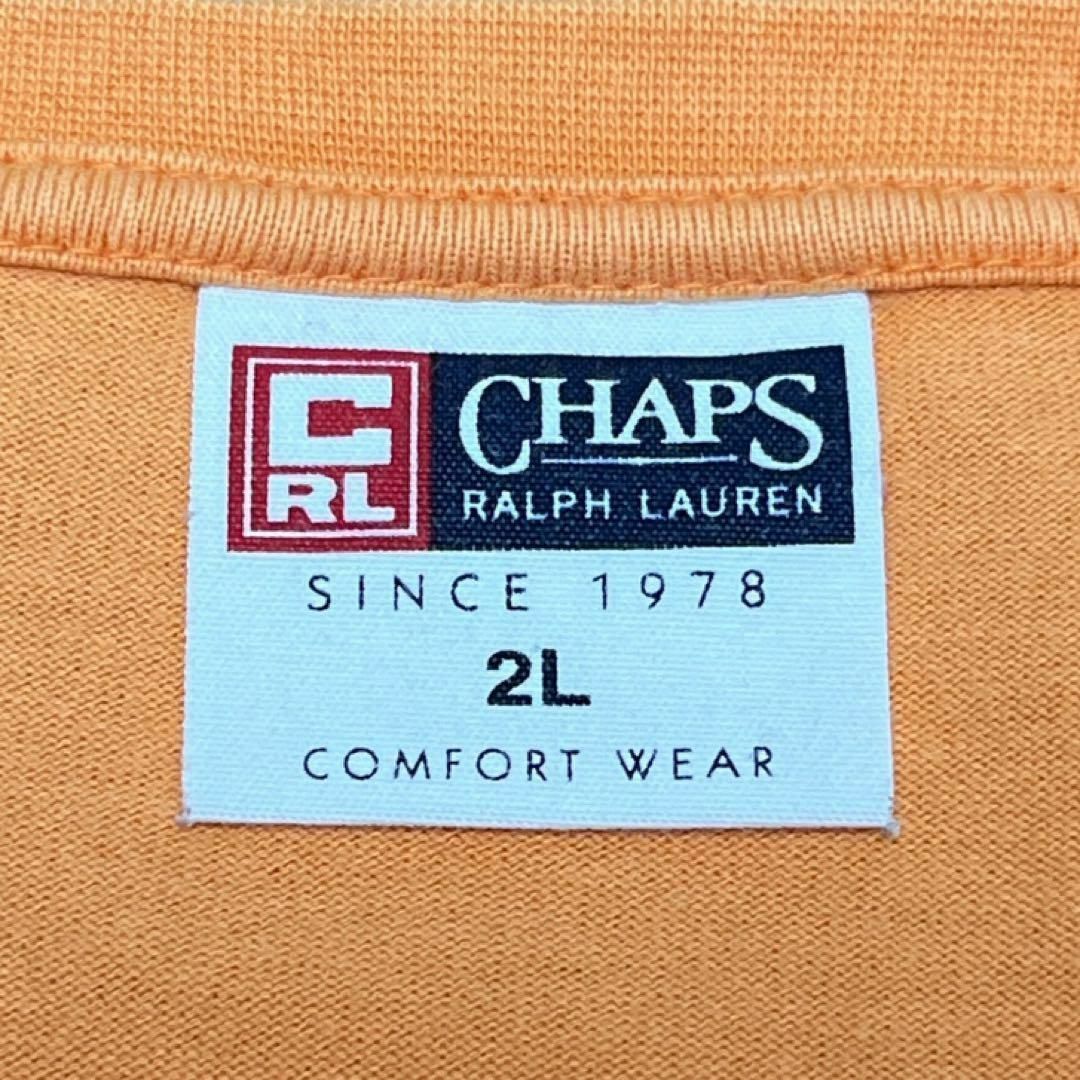 C
RL
CHAPS
RALPH LAUREN
SINCE 1978
2L
COMFORT WEAR